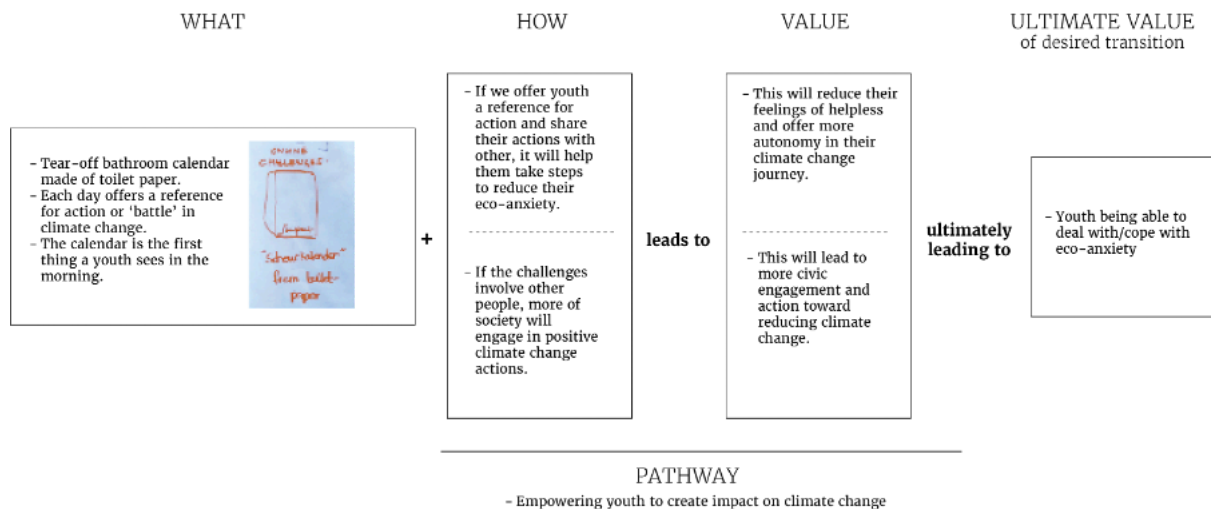 WHAT
HOW
VALUE
ULTIMATE VALUE
of desired transition
- Tear-off bathroom calendar
made of toilet paper.
- Each day offers a reference
for action or ‘battle’ in
climate change.
- The calendar is the first
thing a youth sees in the
morning.
ONLINE
CHALLENGES
"Scheurkalender"
from toilet-
paper
+
- If we offer youth
a reference for
action and share
their actions with
other, it will help
them take steps
to reduce their
eco-anxiety.
- If the challenges
involve other
people, more of
society will
engage in positive
climate change
actions.
leads to
- This will reduce their
feelings of helpless
and offer more
autonomy in their
climate change
journey.
- This will lead to
more civic
engagement and
action toward
reducing climate
change.
ultimately
leading to
- Youth being able to
deal with/cope with
eco-anxiety
PATHWAY
- Empowering youth to create impact on climate change